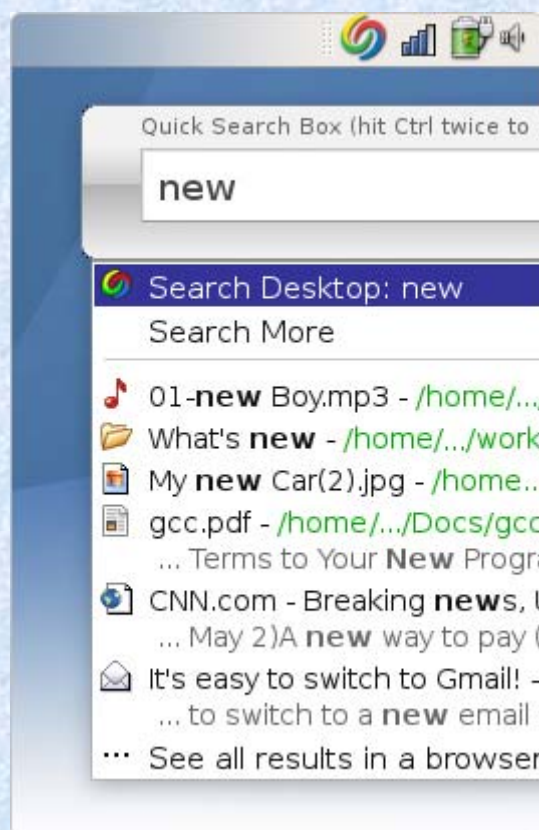 Quick Search Box (hit Ctrl twice to
new
Search Desktop: new
Search More
01-new Boy.mp3 - /home/...
What's new - /home/.../work
My new Car(2).jpg - /home..
gcc.pdf - /home/.../Docs/gcc
... Terms to Your New Progra
CNN.com - Breaking news, U
... May 2)A new way to pay (
It's easy to switch to Gmail! -
... to switch to a new email
... See all results in a browser